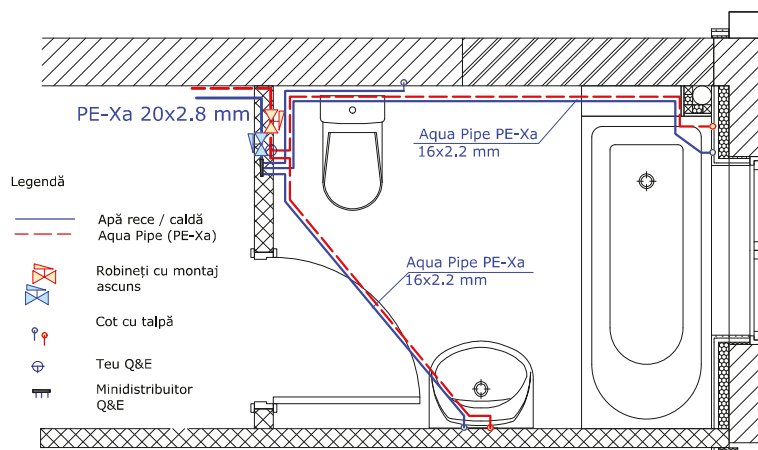 PE-Xa 20x2.8 mm
Aqua Pipe PE-Xa
16x2.2 mm
Legendă
Apă rece / caldă
Aqua Pipe (PE-Xa)
Robineți cu montaj
ascuns
Cot cu talpă
Teu Q&E
Minidistribuitor
Q&E
Aqua Pipe PE-Xa
16x2.2 mm